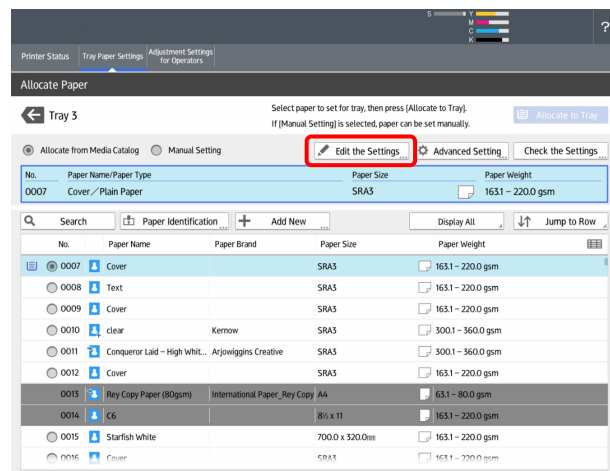 S Y
M
C
K
?
Printer Status Tray Paper Settings Adjustment Settings for Operators
Allocate Paper
Tray 3
Select paper to set for tray, then press [Allocate to Tray].
If [Manual Setting] is selected, paper can be set manually.
Allocate to Tray
Allocate from Media Catalog Manual Setting Edit the Settings Advanced Setting Check the Settings
No. Paper Name/Paper Type Paper Size Paper Weight
0007 Cover／Plain Paper SRA3 163.1 – 220.0 gsm
Search Paper Identification Add New Display All Jump to Row
No. Paper Name Paper Brand Paper Size Paper Weight
0007 Cover SRA3 163.1 – 220.0 gsm
0008 Text SRA3 163.1 – 220.0 gsm
0009 Cover SRA3 163.1 – 220.0 gsm
0010 clear Kernow SRA3 300.1 – 360.0 gsm
0011 Conqueror Laid – High Whit... Arjowiggins Creative SRA3 300.1 – 360.0 gsm
0012 Cover SRA3 163.1 – 220.0 gsm
0013 Rey Copy Paper (80gsm) International Paper_Rey Copy A4 63.1 – 80.0 gsm
0014 C6 8½ x 11 163.1 – 220.0 gsm
0015 Starfish White 700.0 x 320.0mm 163.1 – 220.0 gsm
0016 Cover SRA3 163.1 – 220.0 gsm